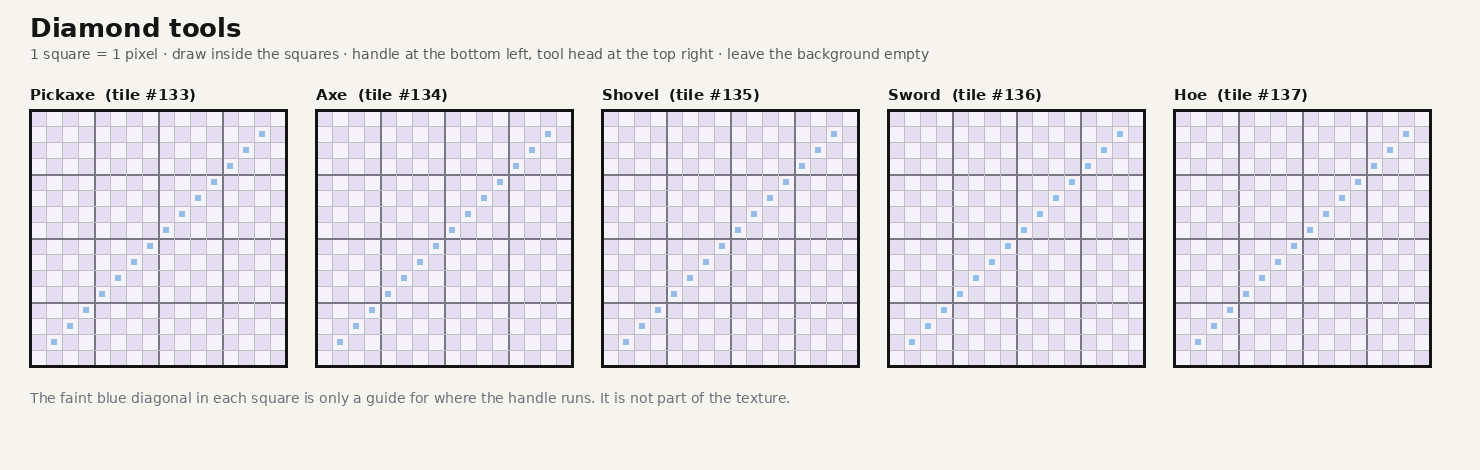 Diamond tools
1 square = 1 pixel · draw inside the squares · handle at the bottom left, tool head at the top right · leave the background empty
Pickaxe (tile #133)
Axe (tile #134)
Shovel (tile #135)
Sword (tile #136)
Hoe (tile #137)
The faint blue diagonal in each square is only a guide for where the handle runs. It is not part of the texture.